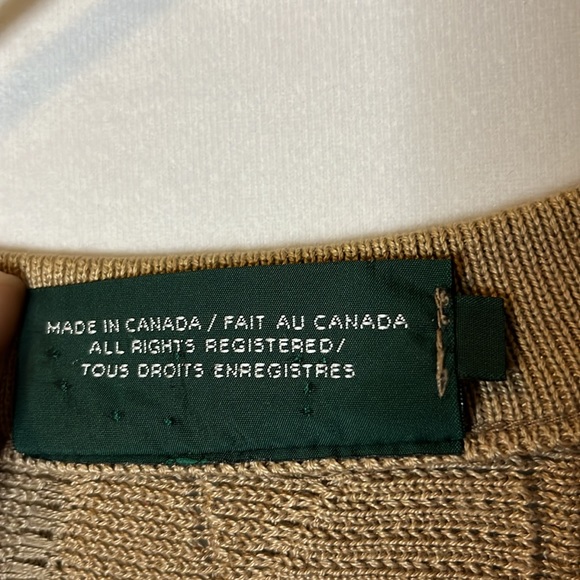 MADE IN CANADA / FAIT AU CANADA
ALL RIGHTS REGISTERED/
TOUS DROITS ENREGISTRES